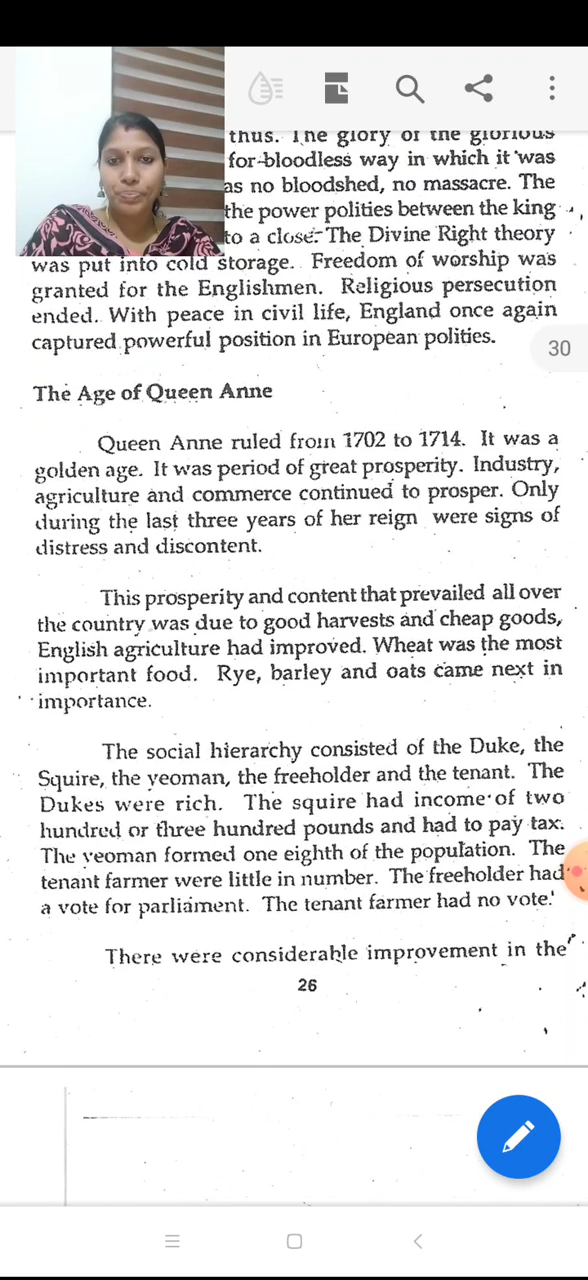 thus. The glory of the glorious
for-bloodless way in which it was
as no bloodshed, no massacre. The
the power polities between the king
to a close. The Divine Right theory
was put into cold storage. Freedom of worship was
granted for the Englishmen. Religious persecution
ended. With peace in civil life, England once again
captured powerful position in European polities.
30
The Age of Queen Anne
Queen Anne ruled from 1702 to 1714. It was a
golden age. It was period of great prosperity. Industry,
agriculture and commerce continued to prosper. Only
during the last three years of her reign were signs of
distress and discontent.
This prosperity and content that prevailed all over
the country was due to good harvests and cheap goods,
English agriculture had improved. Wheat was the most
important food. Rye, barley and oats came next in
importance.
The social hierarchy consisted of the Duke, the
Squire, the yeoman, the freeholder and the tenant. The
Dukes were rich. The squire had income of two
hundred or three hundred pounds and had to pay tax.
The yeoman formed one eighth of the population. The
tenant farmer were little in number. The freeholder had
a vote for parliament. The tenant farmer had no vote.
There were considerable improvement in the
26